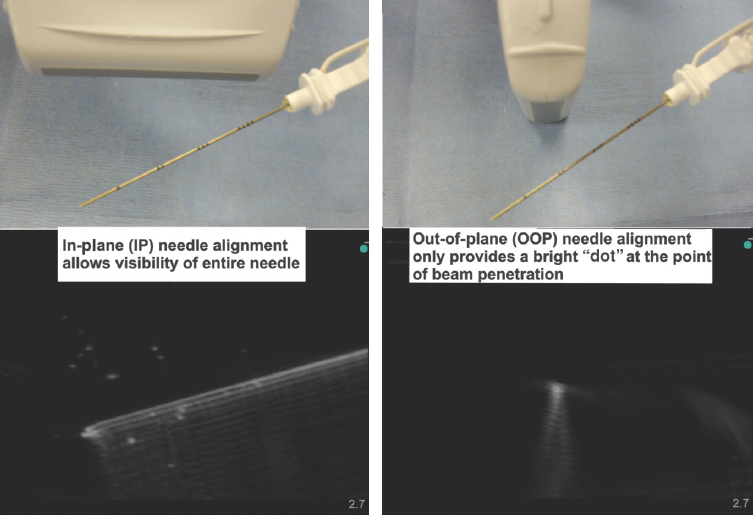 In-plane (IP) needle alignment
allows visibility of entire needle
2.7
Out-of-plane (OOP) needle alignment
only provides a bright “dot” at the point
of beam penetration
2.7